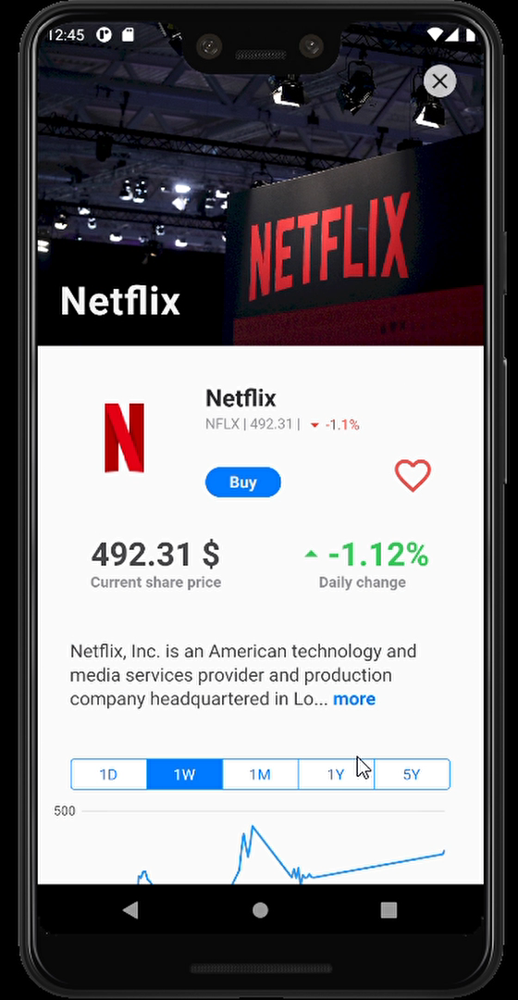 12:45
NETFLIX
Netflix
Netflix
NFLX | 492.31 | -1.1%
Buy
492.31 $
-1.12%
Current share price
Daily change
Netflix, Inc. is an American technology and
media services provider and production
company headquartered in Lo... more
1D 1W 1M 1Y 5Y
500